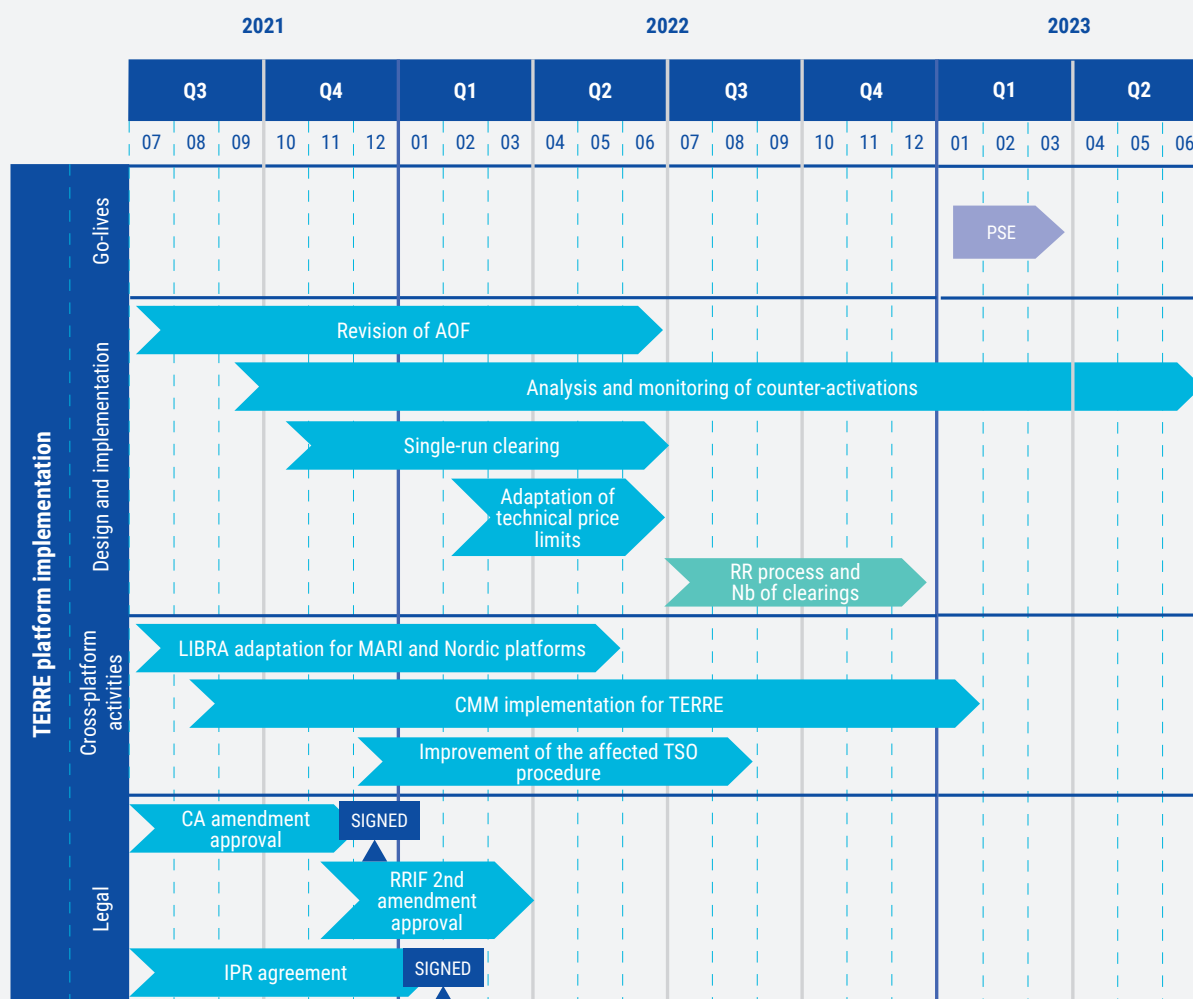 2021
2022
2023
Q3
Q4
Q1
Q2
Q3
Q4
Q1
Q2
07
08
09
10
11
12
01
02
03
04
05
06
07
08
09
10
11
12
01
02
03
04
05
06
TERRE platform implementation
Go-lives
PSE
Design and implementation
Revision of AOF
Analysis and monitoring of counter-activations
Single-run clearing
Adaptation of
technical price
limits
RR process and
Nb of clearings
Cross-platform
activities
LIBRA adaptation for MARI and Nordic platforms
CMM implementation for TERRE
Improvement of the affected TSO
procedure
Legal
CA amendment
approval
SIGNED
RRIF 2nd
amendment
approval
IPR agreement
SIGNED